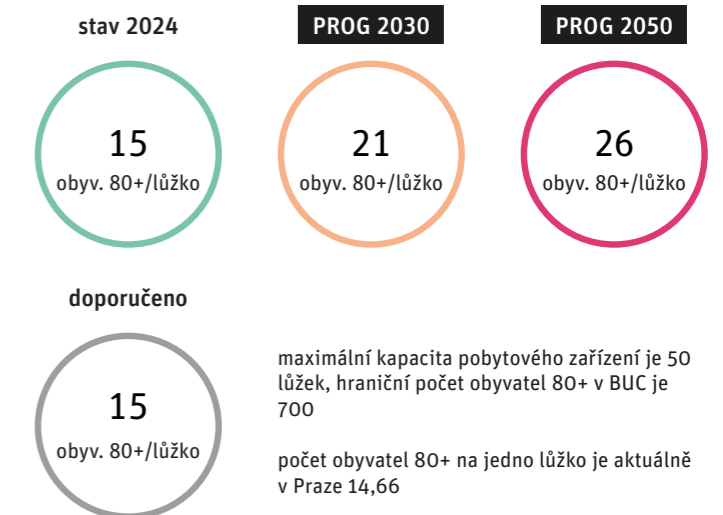 stav 2024
PROG 2030
PROG 2050
15
obyv. 80+/lůžko
21
obyv. 80+/lůžko
26
obyv. 80+/lůžko
doporučeno
15
obyv. 80+/lůžko
maximální kapacita pobytového zařízení je 50
lůžek, hraniční počet obyvatel 80+ v BUC je
700
počet obyvatel 80+ na jedno lůžko je aktuálně
v Praze 14,66